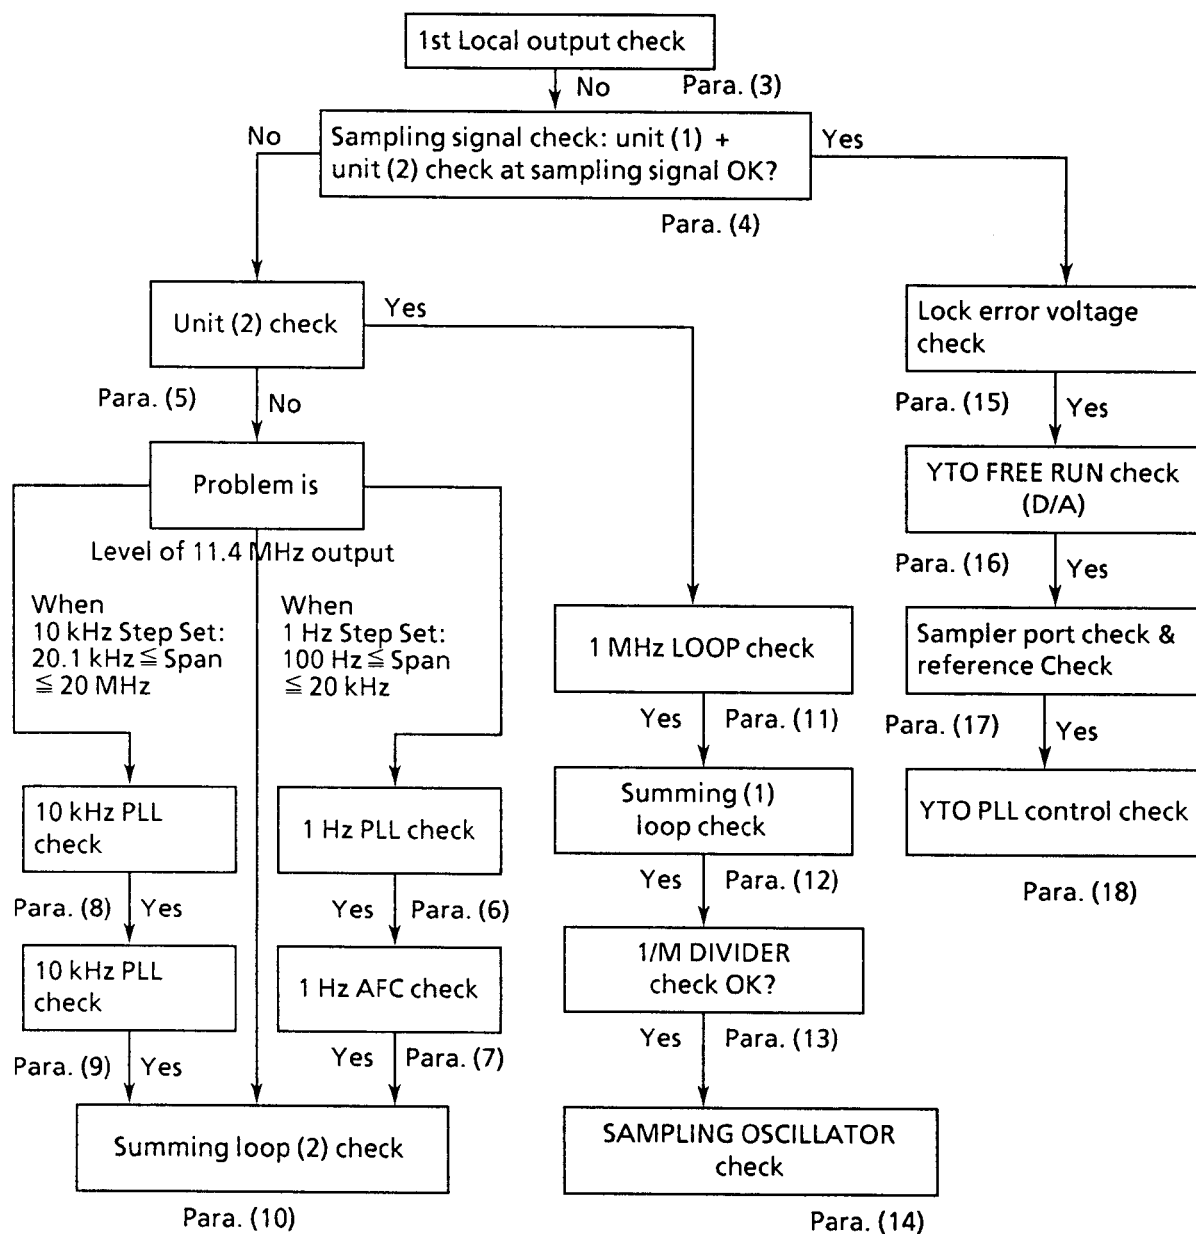 1st Local output check
No
Para. (3)
No
Sampling signal check: unit (1) +
unit (2) check at sampling signal OK?
Yes
Para. (4)
Unit (2) check
Yes
Lock error voltage
check
Para. (5)
No
Para. (15)
Yes
Problem is
YTO FREE RUN check
(D/A)
Level of 11.4 MHz output
Para. (16)
Yes
When
10 kHz Step Set:
20.1 kHz ≦ Span
≦ 20 MHz
When
1 Hz Step Set:
100 Hz ≦ Span
≦ 20 kHz
1 MHz LOOP check
Sampler port check &
reference Check
Yes
Para. (11)
Para. (17)
Yes
10 kHz PLL
check
1 Hz PLL check
Summing (1)
loop check
YTO PLL control check
Para. (8)
Yes
Yes
Para. (6)
Yes
Para. (12)
Para. (18)
10 kHz PLL
check
1 Hz AFC check
1/M DIVIDER
check OK?
Para. (9)
Yes
Yes
Para. (7)
Yes
Para. (13)
Summing loop (2) check
SAMPLING OSCILLATOR
check
Para. (10)
Para. (14)